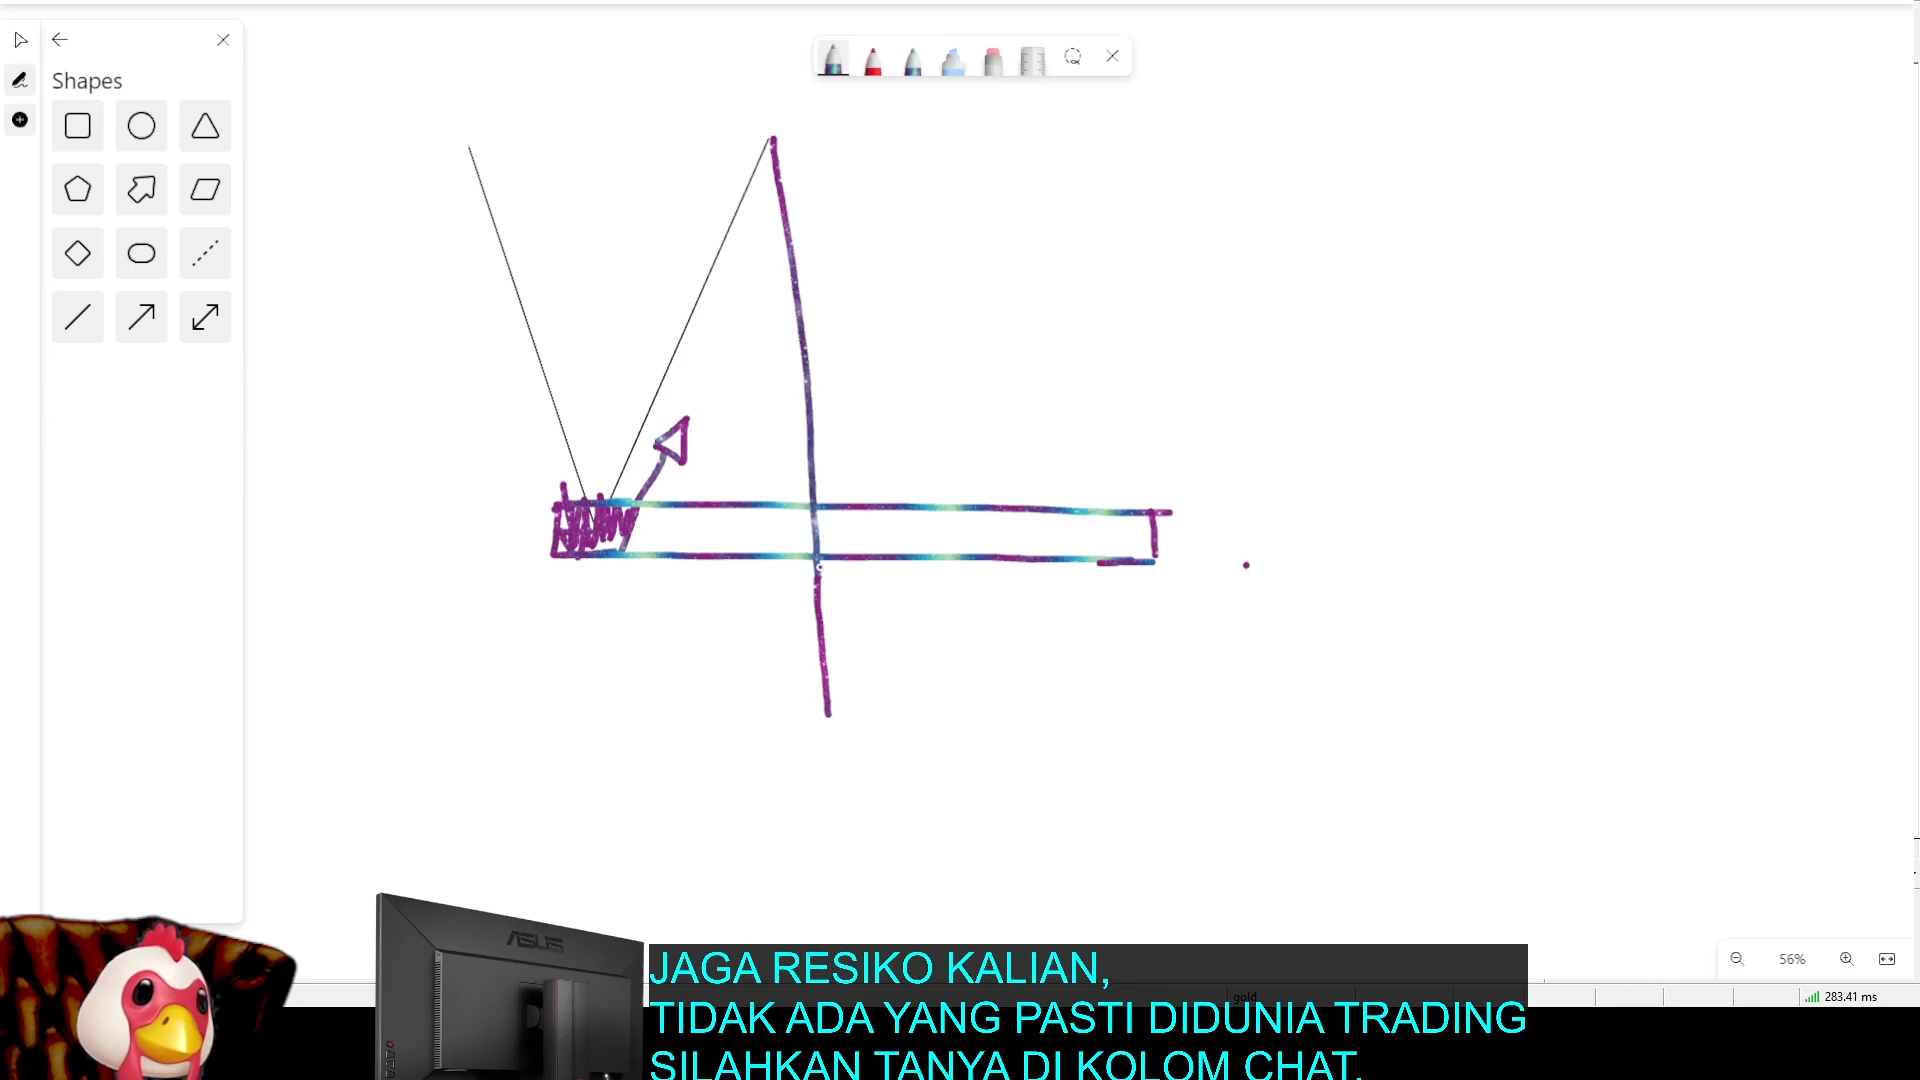 Shapes
56%
gold
283.41 ms
ASUS
JAGA RESIKO KALIAN,
TIDAK ADA YANG PASTI DIDUNIA TRADING
SILAHKAN TANYA DI KOLOM CHAT.